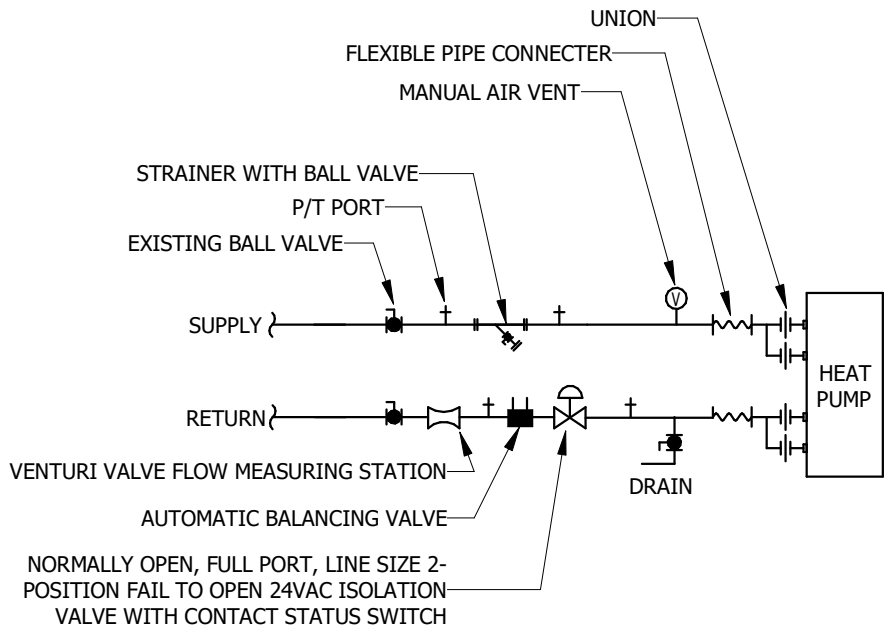 UNION
FLEXIBLE PIPE CONNECTER
MANUAL AIR VENT
STRAINER WITH BALL VALVE
P/T PORT
EXISTING BALL VALVE
V
SUPPLY
HEAT
PUMP
RETURN
VENTURI VALVE FLOW MEASURING STATION
DRAIN
AUTOMATIC BALANCING VALVE
NORMALLY OPEN, FULL PORT, LINE SIZE 2-
POSITION FAIL TO OPEN 24VAC ISOLATION
VALVE WITH CONTACT STATUS SWITCH